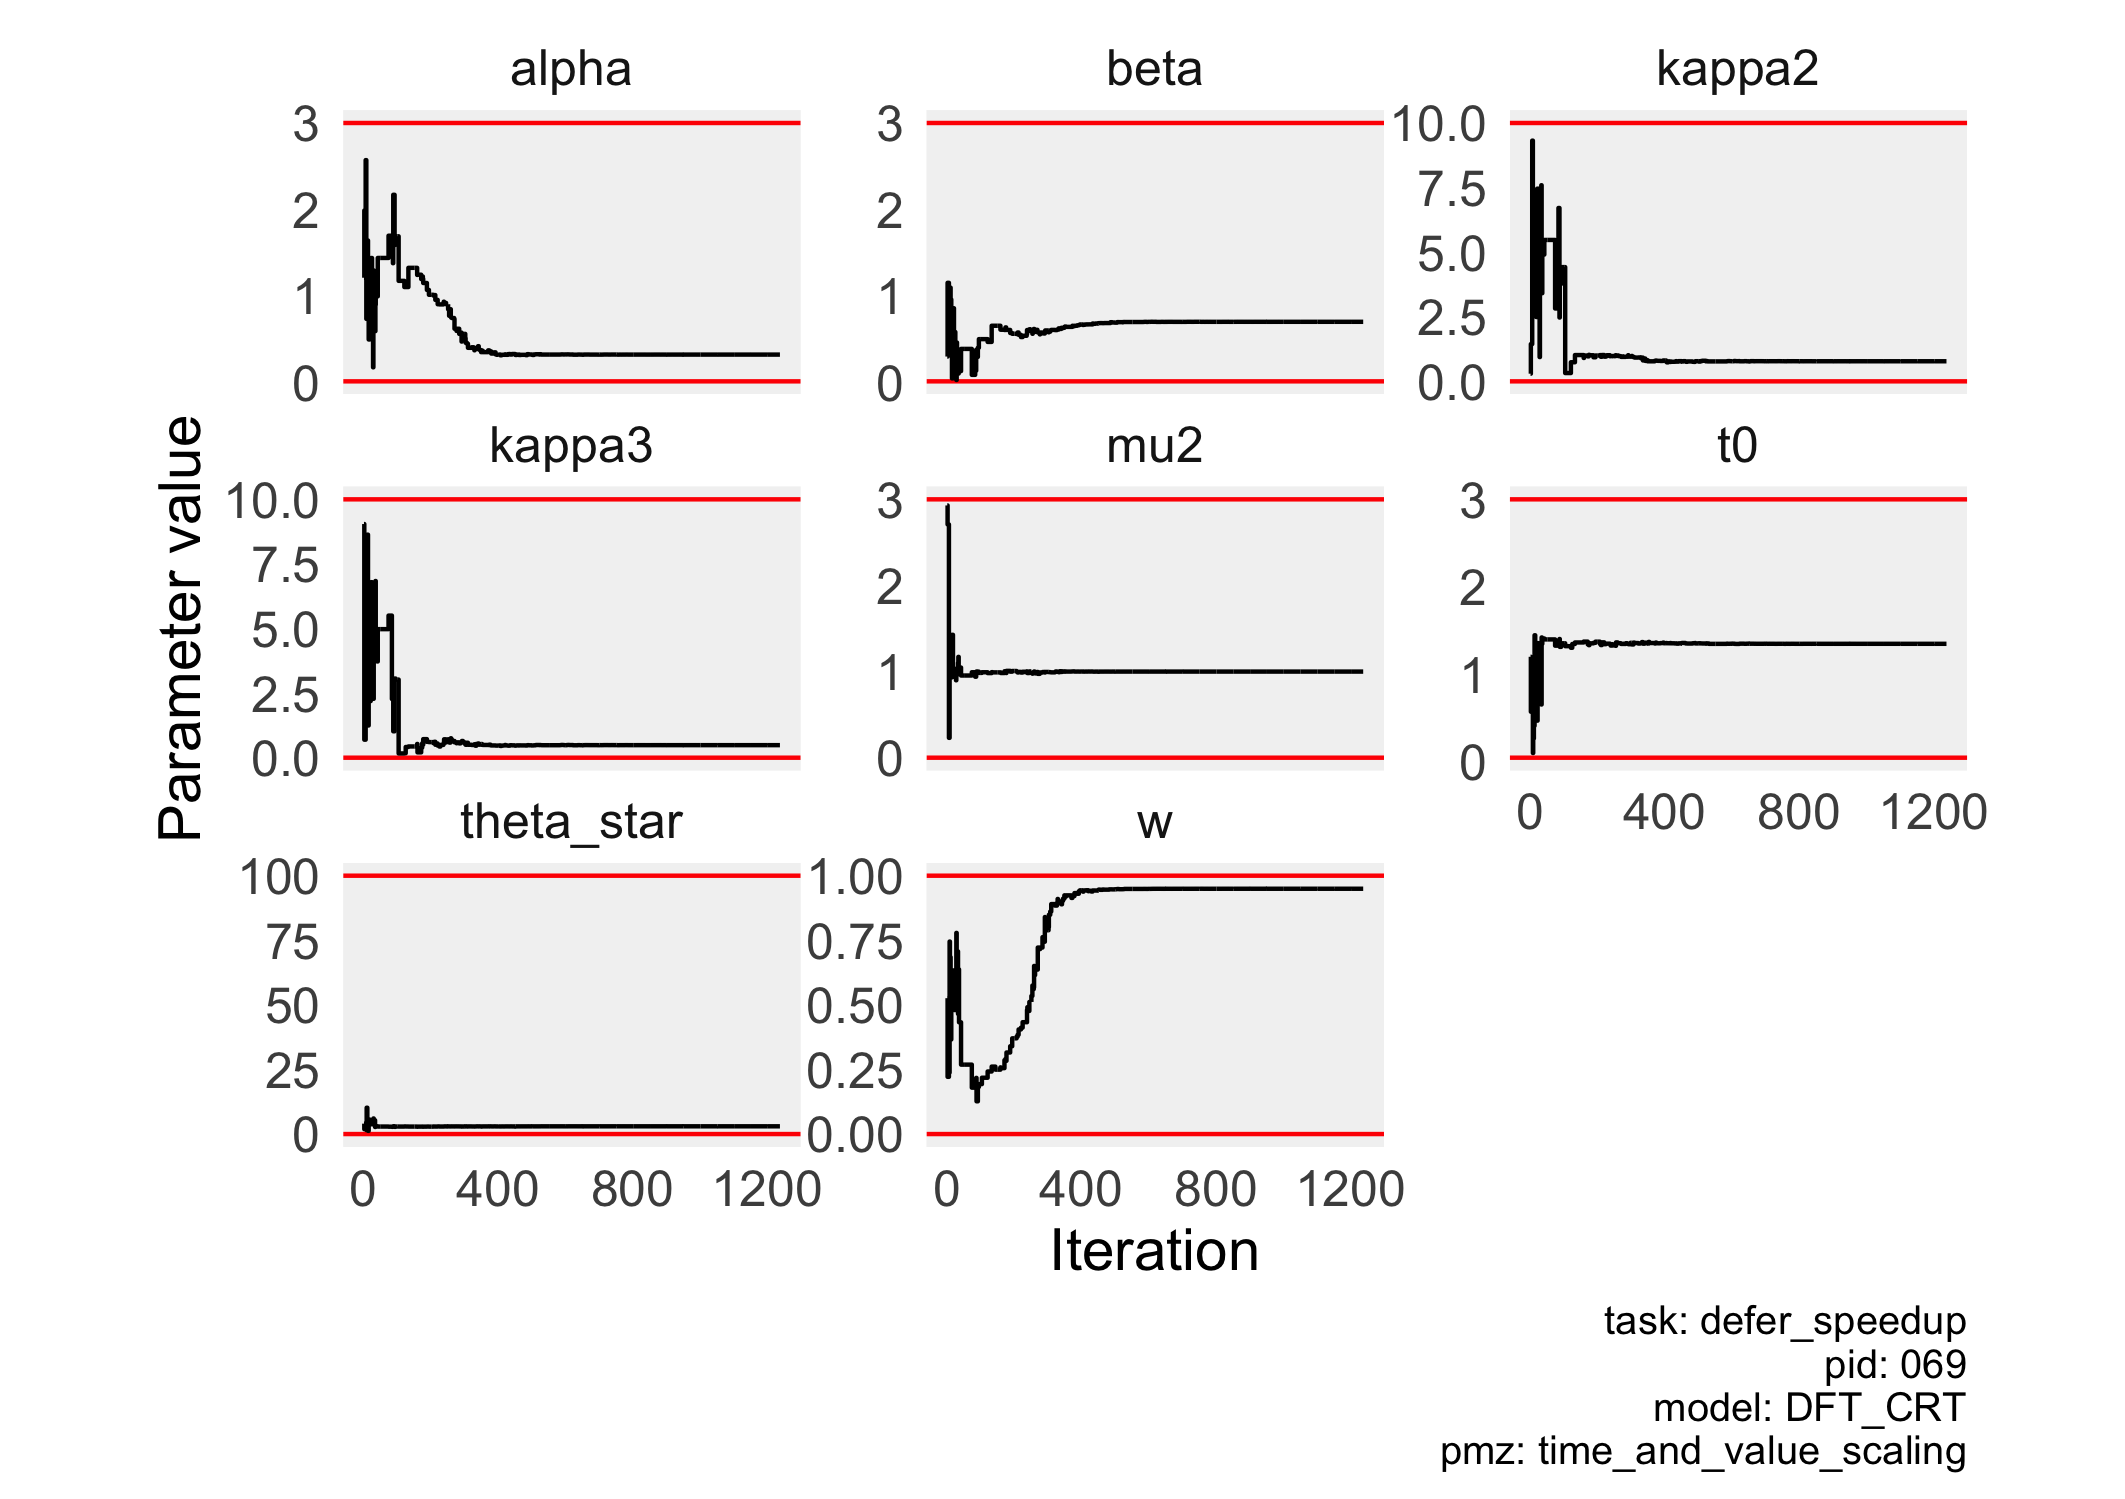 alpha
beta
kappa2
3
2
1
0
3
2
1
0
10.0
7.5
5.0
2.5
0.0
kappa3
mu2
t0
10.0
7.5
5.0
2.5
0.0
3
2
1
0
3
2
1
0
0 400 800 1200
theta_star
w
100
75
50
25
0
1.00
0.75
0.50
0.25
0.00
0 400 800 1200
0 400 800 1200
Parameter value
Iteration
task: defer_speedup
pid: 069
model: DFT_CRT
pmz: time_and_value_scaling